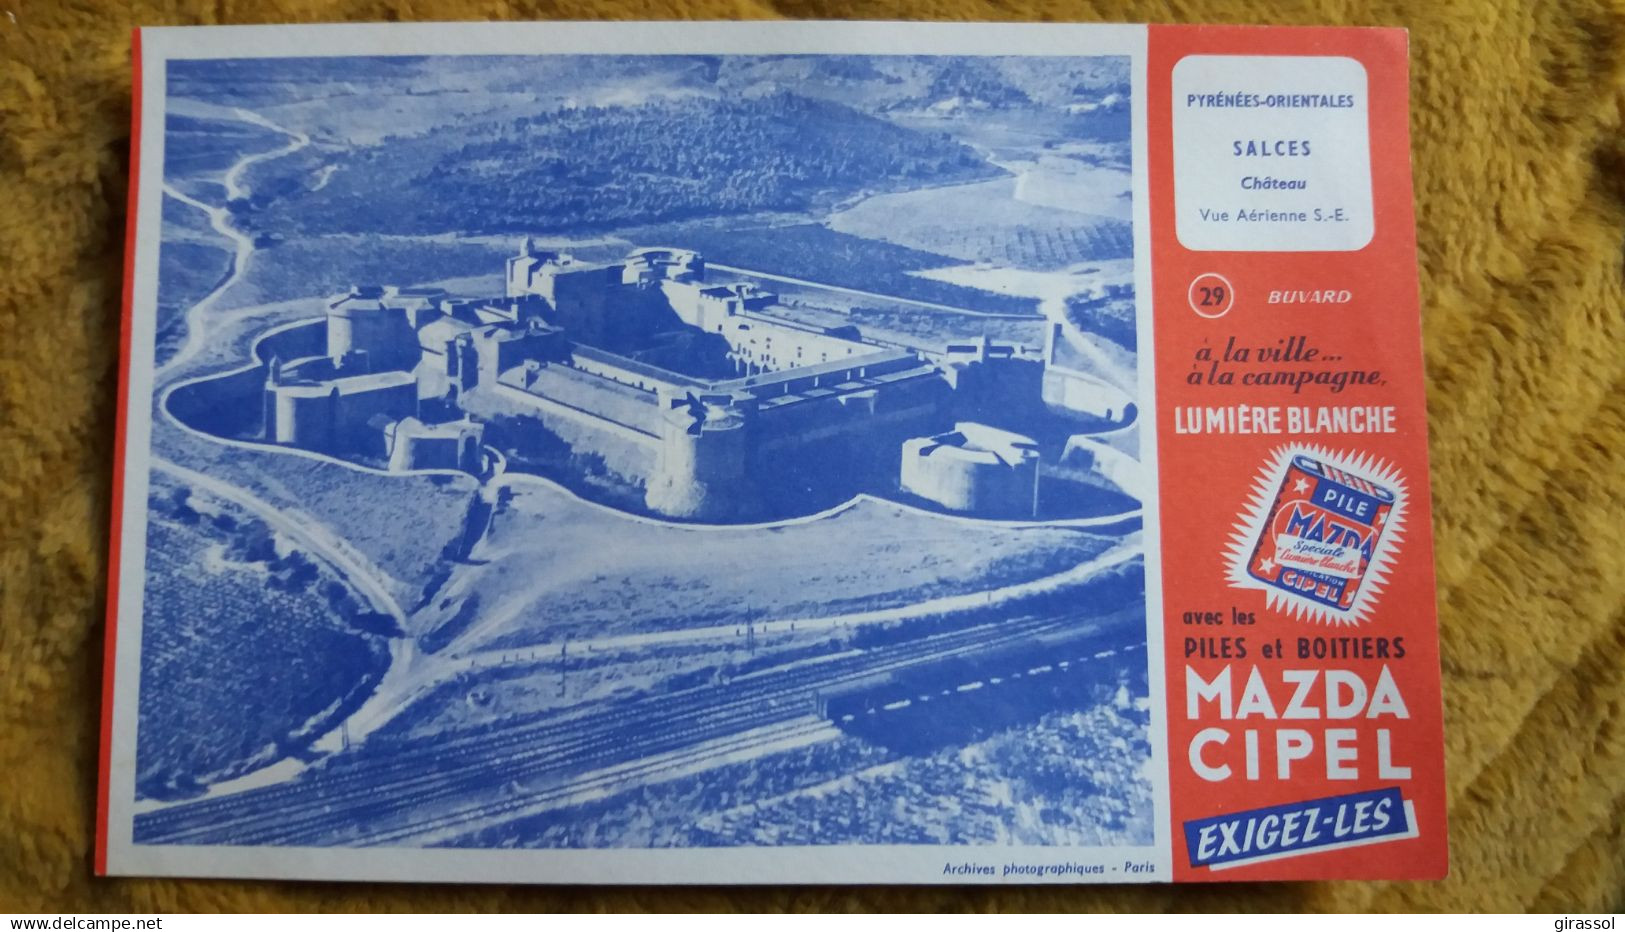 PYRÉNÉES-ORIENTALES
SALCES
Château
Vue Aérienne S.-E.
29 BUVARD
à la ville...
à la campagne,
LUMIÈRE BLANCHE
PILE
MAZDA
Spéciale
"Lumière blanche"
CIPEL
avec les
PILES et BOITIERS
MAZDA
CIPEL
EXIGEZ-LES
Archives photographiques - Paris
delcampe.net
girassol